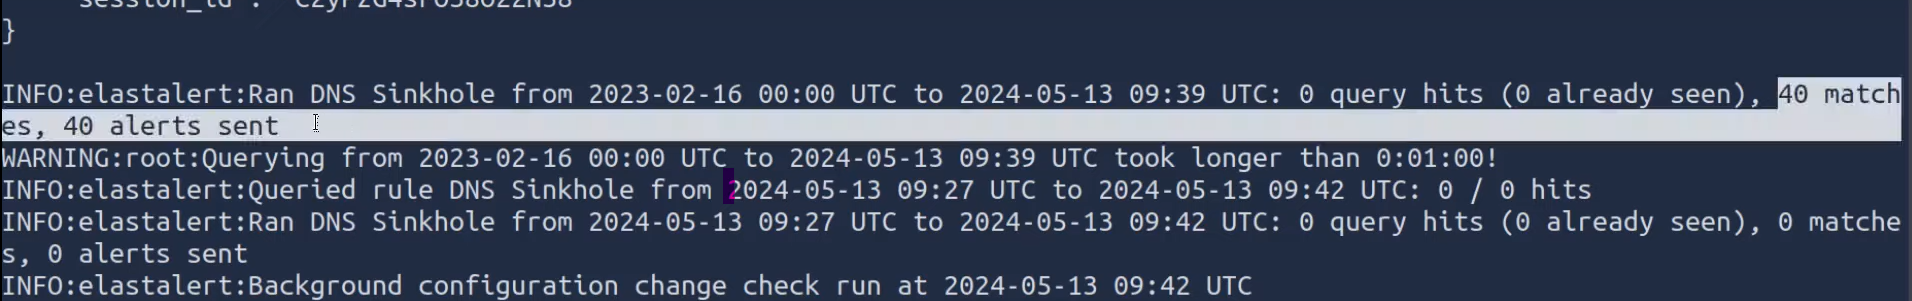 }
INFO:elastalert:Ran DNS Sinkhole from 2023-02-16 00:00 UTC to 2024-05-13 09:39 UTC: 0 query hits (0 already seen), 40 match
es, 40 alerts sent
WARNING:root:Querying from 2023-02-16 00:00 UTC to 2024-05-13 09:39 UTC took longer than 0:01:00!
INFO:elastalert:Queried rule DNS Sinkhole from 2024-05-13 09:27 UTC to 2024-05-13 09:42 UTC: 0 / 0 hits
INFO:elastalert:Ran DNS Sinkhole from 2024-05-13 09:27 UTC to 2024-05-13 09:42 UTC: 0 query hits (0 already seen), 0 matche
s, 0 alerts sent
INFO:elastalert:Background configuration change check run at 2024-05-13 09:42 UTC